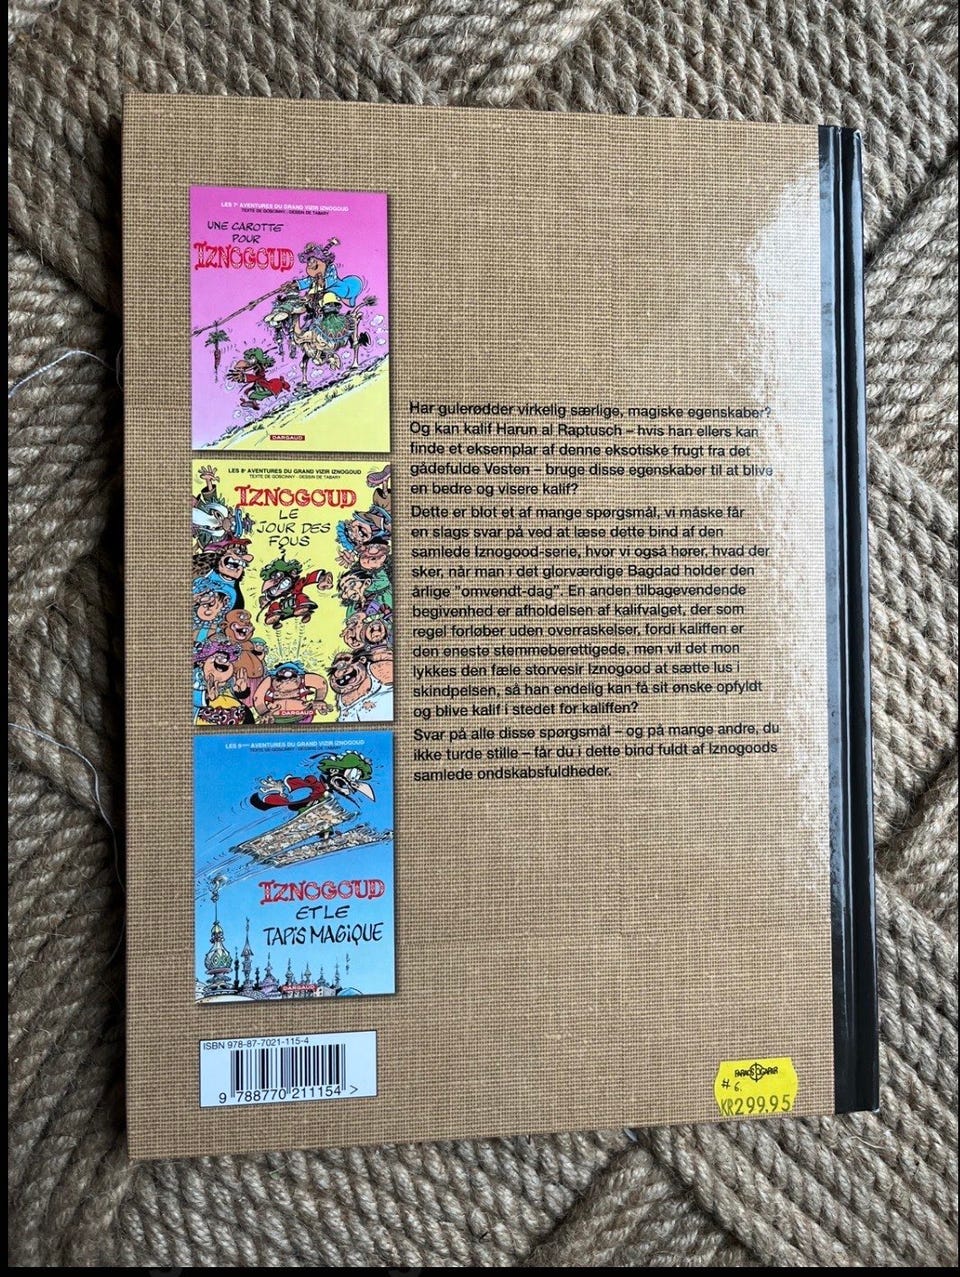 LES 7e AVENTURES DU GRAND VIZIR IZNOGOUD
TEXTE DE GOSCINNY - DESSIN DE TABARY
UNE CAROTTE
POUR
IZNOGOUD
DARGAUD
LES 8e AVENTURES DU GRAND VIZIR IZNOGOUD
TEXTE DE GOSCINNY - DESSIN DE TABARY
IZNOGOUD
LE
JOUR DES
FOUS
DARGAUD
LES 9èmes AVENTURES DU GRAND VIZIR IZNOGOUD
TEXTE DE GOSCINNY - DESSINS DE TABARY
IZNOGOUD
ET LE
TAPIS MAGIQUE
DARGAUD
Har gulerødder virkelig særlige, magiske egenskaber?
Og kan kalif Harun al Raptusch – hvis han ellers kan
finde et eksemplar af denne eksotiske frugt fra det
gådefulde Vesten – bruge disse egenskaber til at blive
en bedre og visere kalif?
Dette er blot et af mange spørgsmål, vi måske får
en slags svar på ved at læse dette bind af den
samlede Iznogood-serie, hvor vi også hører, hvad der
sker, når man i det glorværdige Bagdad holder den
årlige "omvendt-dag". En anden tilbagevendende
begivenhed er afholdelsen af kalifvalget, der som
regel forløber uden overraskelser, fordi kaliffen er
den eneste stemmeberettigede, men vil det mon
lykkes den fæle storvesir Iznogood at sætte lus i
skindpelsen, så han endelig kan få sit ønske opfyldt
og blive kalif i stedet for kaliffen?
Svar på alle disse spørgsmål – og på mange andre, du
ikke turde stille – får du i dette bind fuldt af Iznogoods
samlede ondskabsfuldheder.
ISBN 978-87-7021-115-4
9 788770 211154 >
# 6.
KR299.95